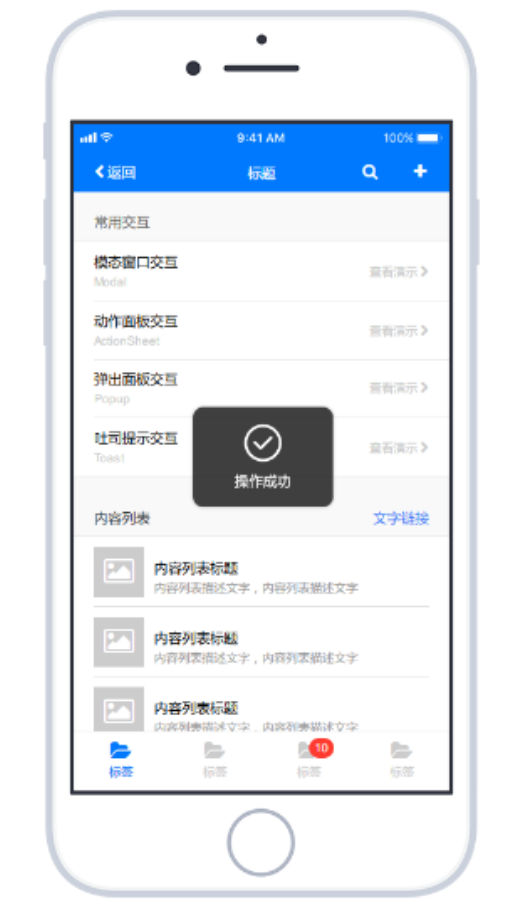 9:41 AM 100%
返回 标题
常用交互
模态窗口交互
Modal 查看演示
动作面板交互
ActionSheet 查看演示
弹出面板交互
Popup 查看演示
吐司提示交互
Toast 查看演示
操作成功
内容列表 文字链接
内容列表标题
内容列表描述文字，内容列表描述文字
内容列表标题
内容列表描述文字，内容列表描述文字
内容列表标题
内容列表描述文字，内容列表描述文字
10
标签 标签 标签 标签